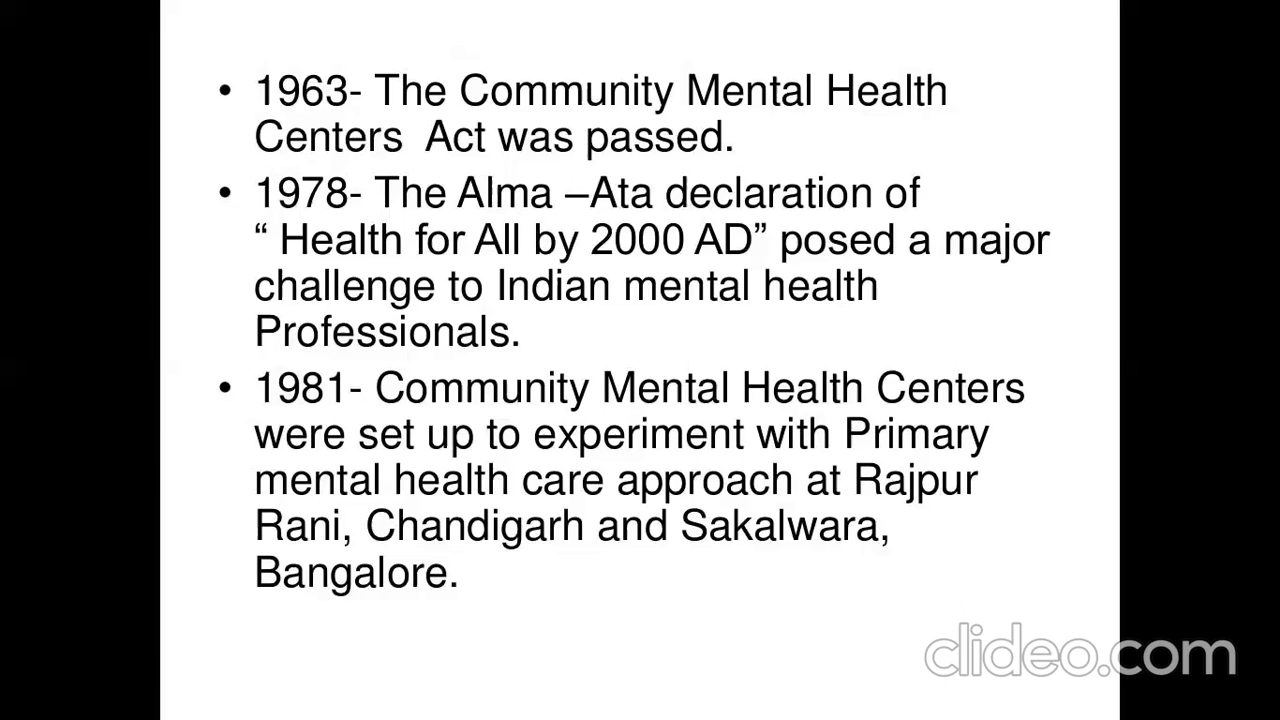 • 1963- The Community Mental Health
Centers  Act was passed.
• 1978- The Alma –Ata declaration of
“ Health for All by 2000 AD” posed a major
challenge to Indian mental health
Professionals.
• 1981- Community Mental Health Centers
were set up to experiment with Primary
mental health care approach at Rajpur
Rani, Chandigarh and Sakalwara,
Bangalore.
clideo.com